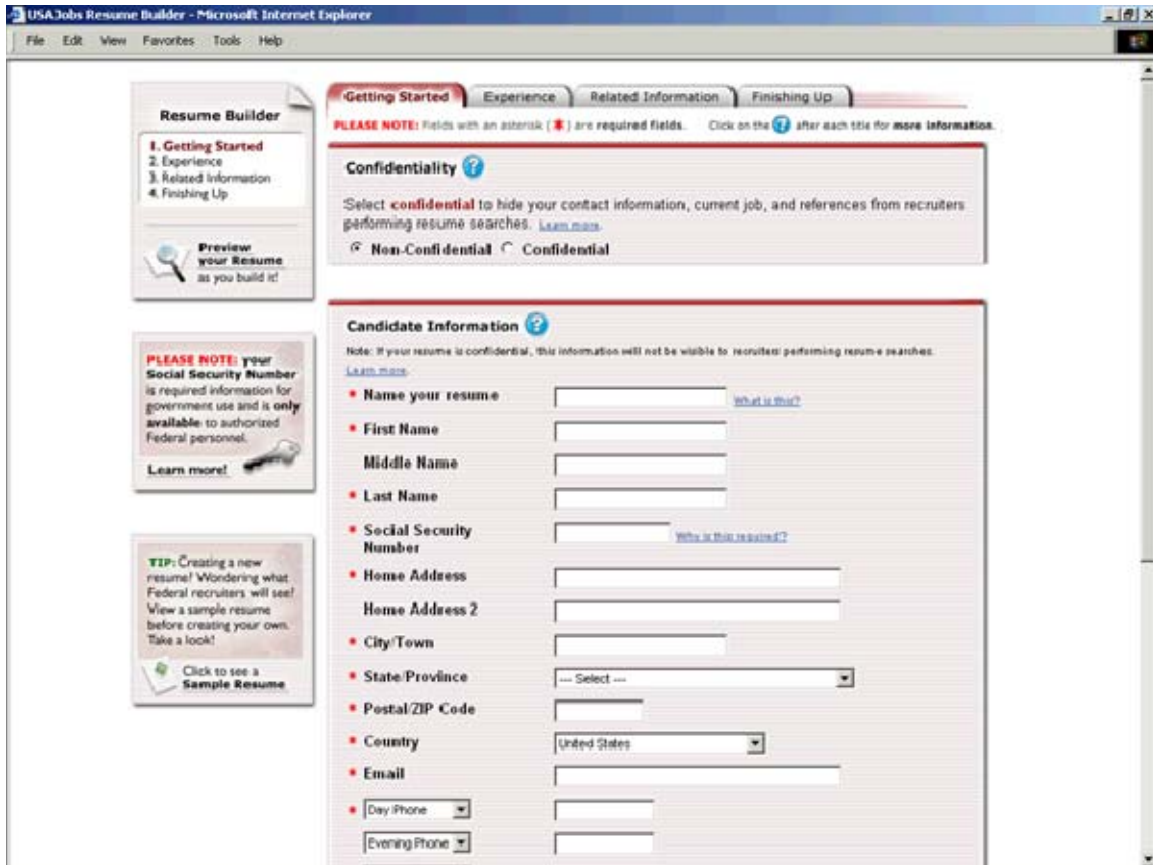 USAJobs Resume Builder - Microsoft Internet Explorer
File Edit View Favorites Tools Help
Resume Builder
1. Getting Started
2. Experience
3. Related Information
4. Finishing Up
Preview
your Resume
as you build it!
PLEASE NOTE: your
Social Security Number
is required information for
government use and is only
available to authorized
Federal personnel.
Learn more!
TIP: Creating a new
resume? Wondering what
Federal recruiters will see?
View a sample resume
before creating your own.
Take a look!
Click to see a
Sample Resume
Getting Started Experience Related Information Finishing Up
PLEASE NOTE: Fields with an asterisk (*) are required fields. Click on the ? after each title for more information.
Confidentiality ?
Select confidential to hide your contact information, current job, and references from recruiters
performing resume searches. Learn more.
Non-Confidential Confidential
Candidate Information ?
Note: If your resume is confidential, this information will not be visible to recruiters performing resume searches.
Learn more.
* Name your resume What is this?
* First Name
Middle Name
* Last Name
* Social Security Why is this required?
Number
* Home Address
Home Address 2
* City/Town
* State/Province --- Select ---
* Postal/ZIP Code
* Country United States
* Email
* Day Phone
Evening Phone